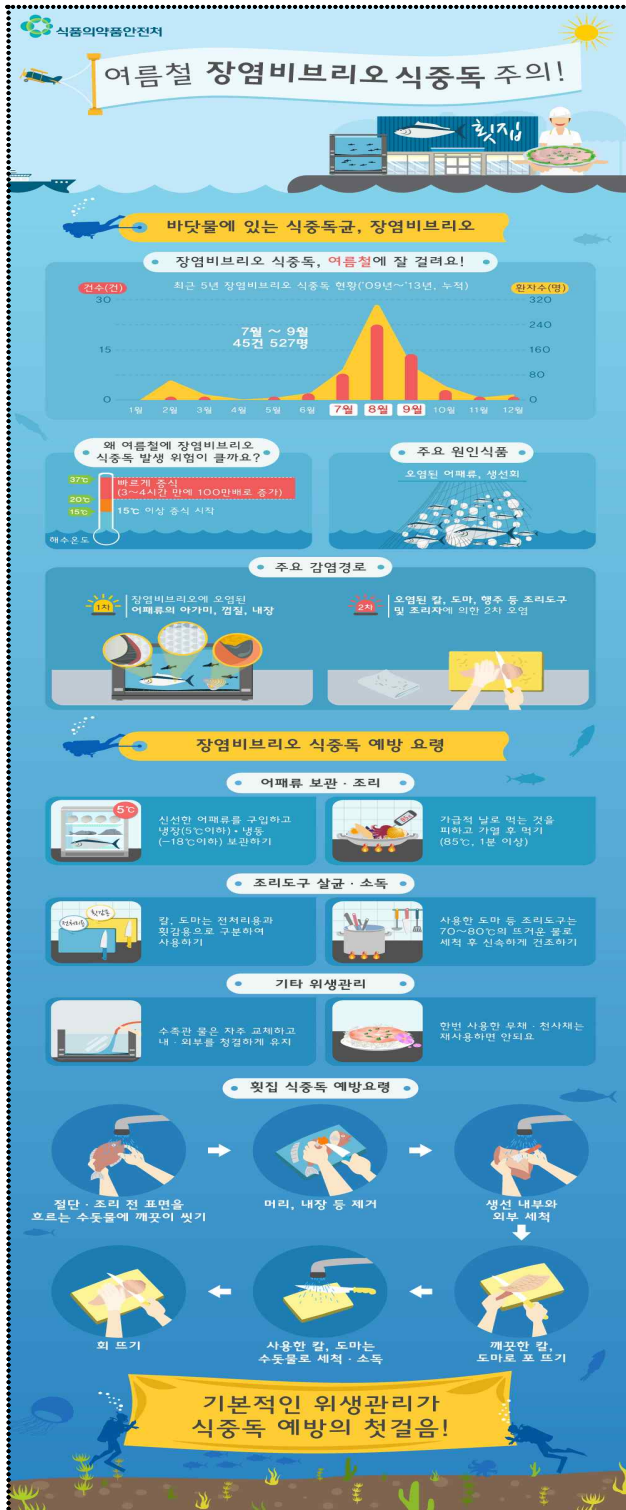 식품의약품안전처
여름철 장염비브리오 식중독 주의!
횟집
바닷물에 있는 식중독균, 장염비브리오
장염비브리오 식중독, 여름철에 잘 걸려요!
건수(건)
최근 5년 장염비브리오 식중독 현황('09년~'13년, 누적)
환자수(명)
30
320
240
7월 ~ 9월
45건 527명
15
160
80
0
0
1월 2월 3월 4월 5월 6월 7월 8월 9월 10월 11월 12월
왜 여름철에 장염비브리오
식중독 발생 위험이 클까요?
37℃
빠르게 증식
(3~4시간 만에 100만배로 증가)
20℃
15℃
15℃ 이상 증식 시작
해수온도
주요 원인식품
오염된 어패류, 생선회
주요 감염경로
1차
장염비브리오에 오염된
어패류의 아가미, 껍질, 내장
2차
오염된 칼, 도마, 행주 등 조리도구
및 조리자에 의한 2차 오염
장염비브리오 식중독 예방 요령
어패류 보관 · 조리
5℃
신선한 어패류를 구입하고
냉장(5℃이하) • 냉동
(-18℃이하) 보관하기
85℃
가급적 날로 먹는 것을
피하고 가열 후 먹기
(85℃, 1분 이상)
조리도구 살균 · 소독
전처리용
횟감용
칼, 도마는 전처리용과
횟감용으로 구분하여
사용하기
사용한 도마 등 조리도구는
70~80℃의 뜨거운 물로
세척 후 신속하게 건조하기
기타 위생관리
수족관 물은 자주 교체하고
내 · 외부를 청결하게 유지
한번 사용한 무채 · 천사채는
재사용하면 안되요
횟집 식중독 예방요령
절단 · 조리 전 표면을
흐르는 수돗물에 깨끗이 씻기
머리, 내장 등 제거
생선 내부와
외부 세척
회 뜨기
사용한 칼, 도마는
수돗물로 세척 · 소독
깨끗한 칼,
도마로 포 뜨기
기본적인 위생관리가
식중독 예방의 첫걸음!